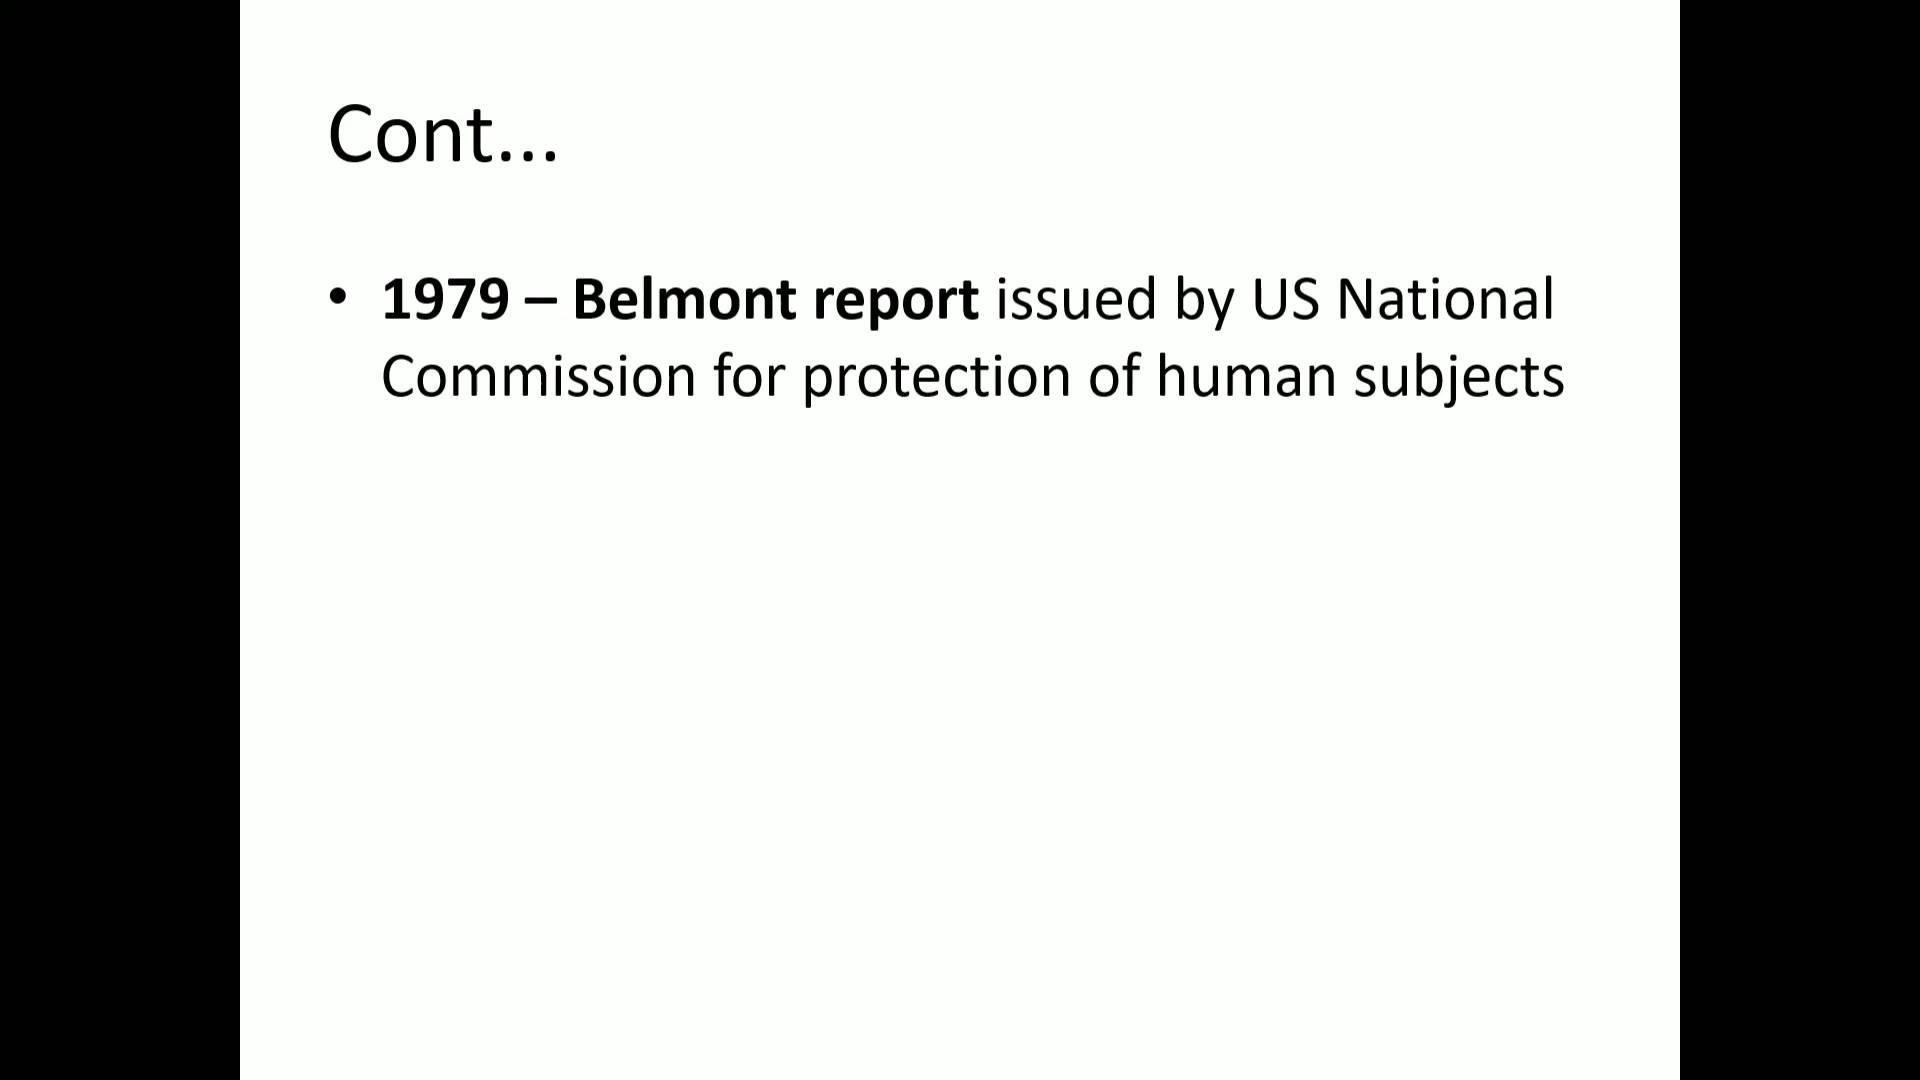 Cont...
• 1979 – Belmont report issued by US National
Commission for protection of human subjects